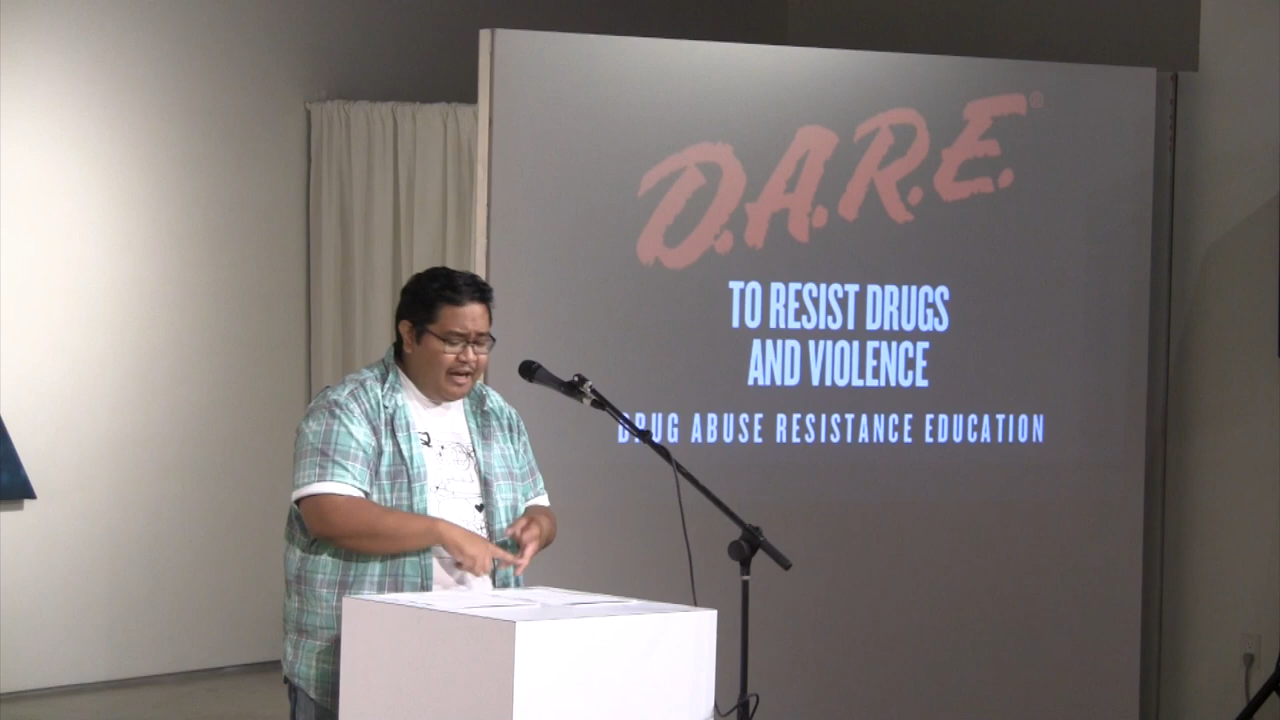 D.A.R.E.®
TO RESIST DRUGS
AND VIOLENCE
DRUG ABUSE RESISTANCE EDUCATION